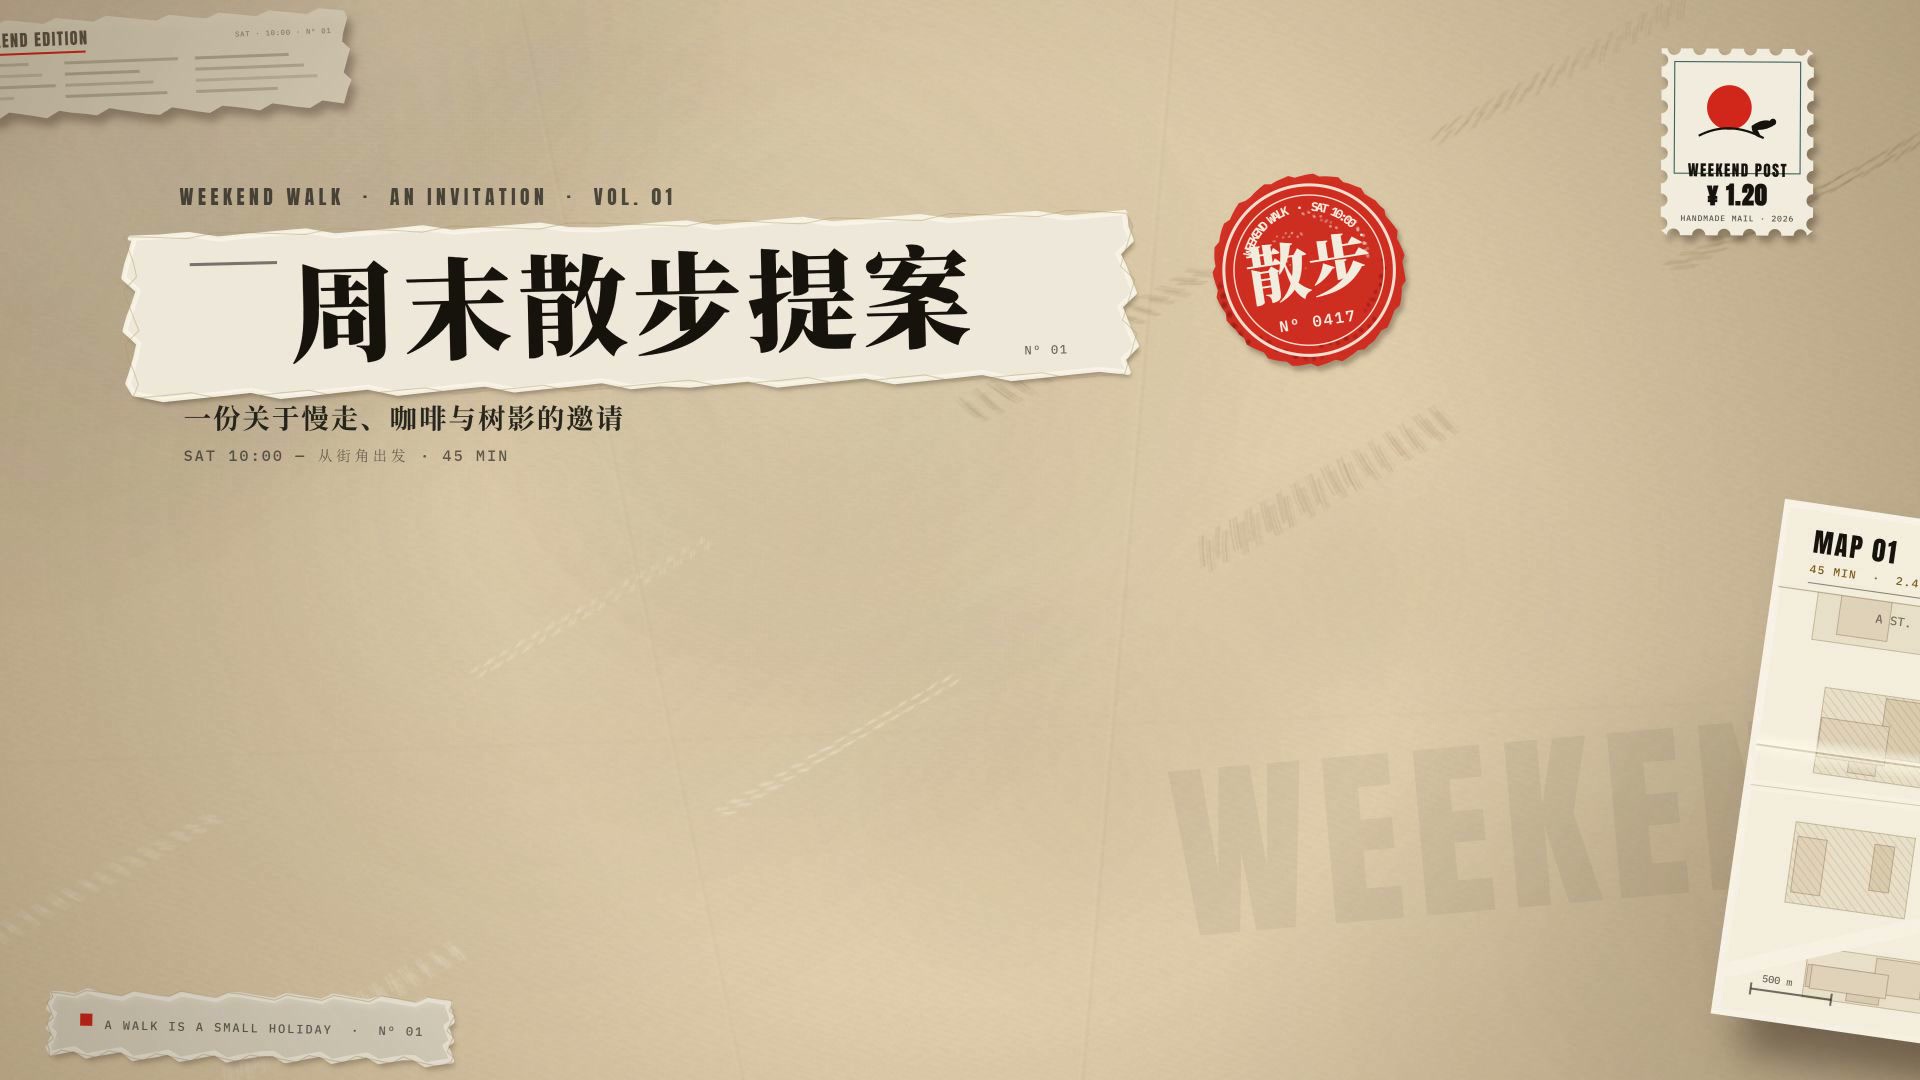 END EDITION
SAT · 10:00 · Nº 01
WEEKEND POST
¥ 1.20
HANDMADE MAIL · 2026
WEEKEND WALK · AN INVITATION · VOL. 01
周末散步提案
Nº 01
WEEKEND WALK · SAT 10:00 ·
散步
Nº 0417
一份关于慢走、咖啡与树影的邀请
SAT 10:00 — 从街角出发 · 45 MIN
MAP 01
45 MIN · 2.4
A ST.
WEEKEN
500 m
A WALK IS A SMALL HOLIDAY · Nº 01